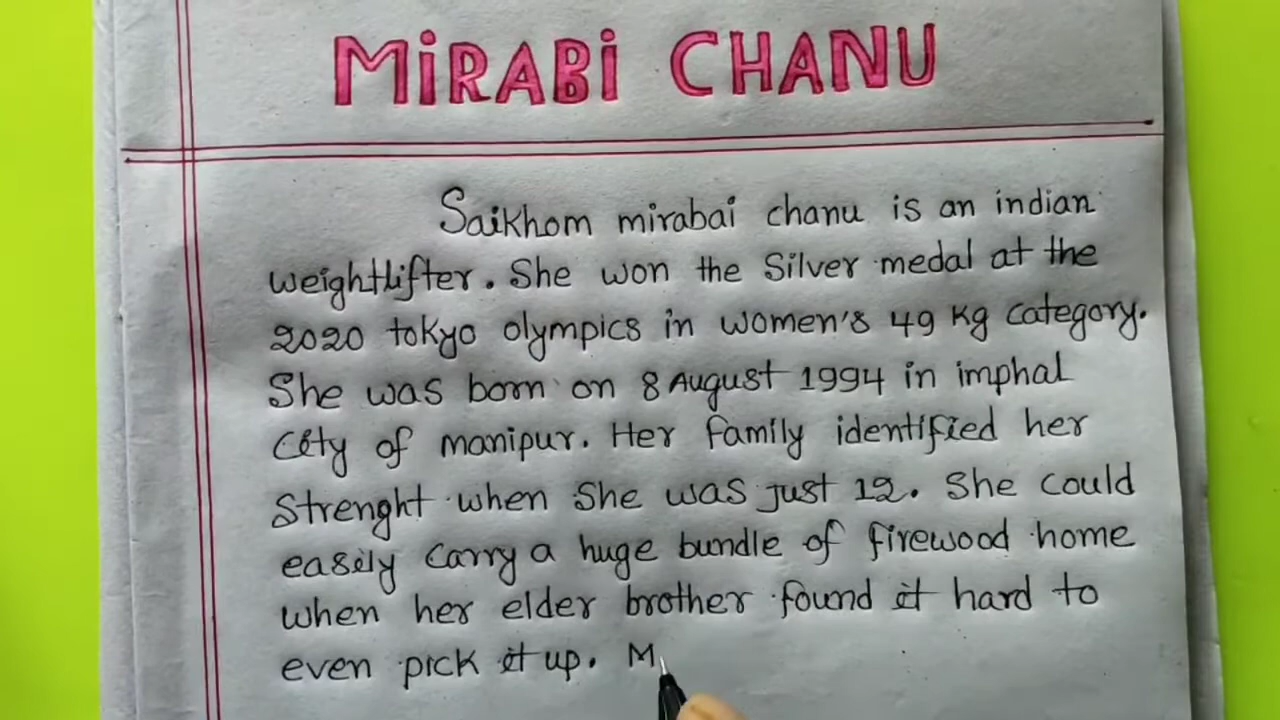 MiRABi CHANU
Saikhom mirabai chanu is an indian
weightlifter. She won the Silver medal at the
2020 tokyo olympics in women's 49 Kg category.
She was born on 8 August 1994 in imphal
City of manipur. Her family identified her
Strenght when She was just 12. She could
easily carry a huge bundle of firewood home
when her elder brother found it hard to
even pick it up. M